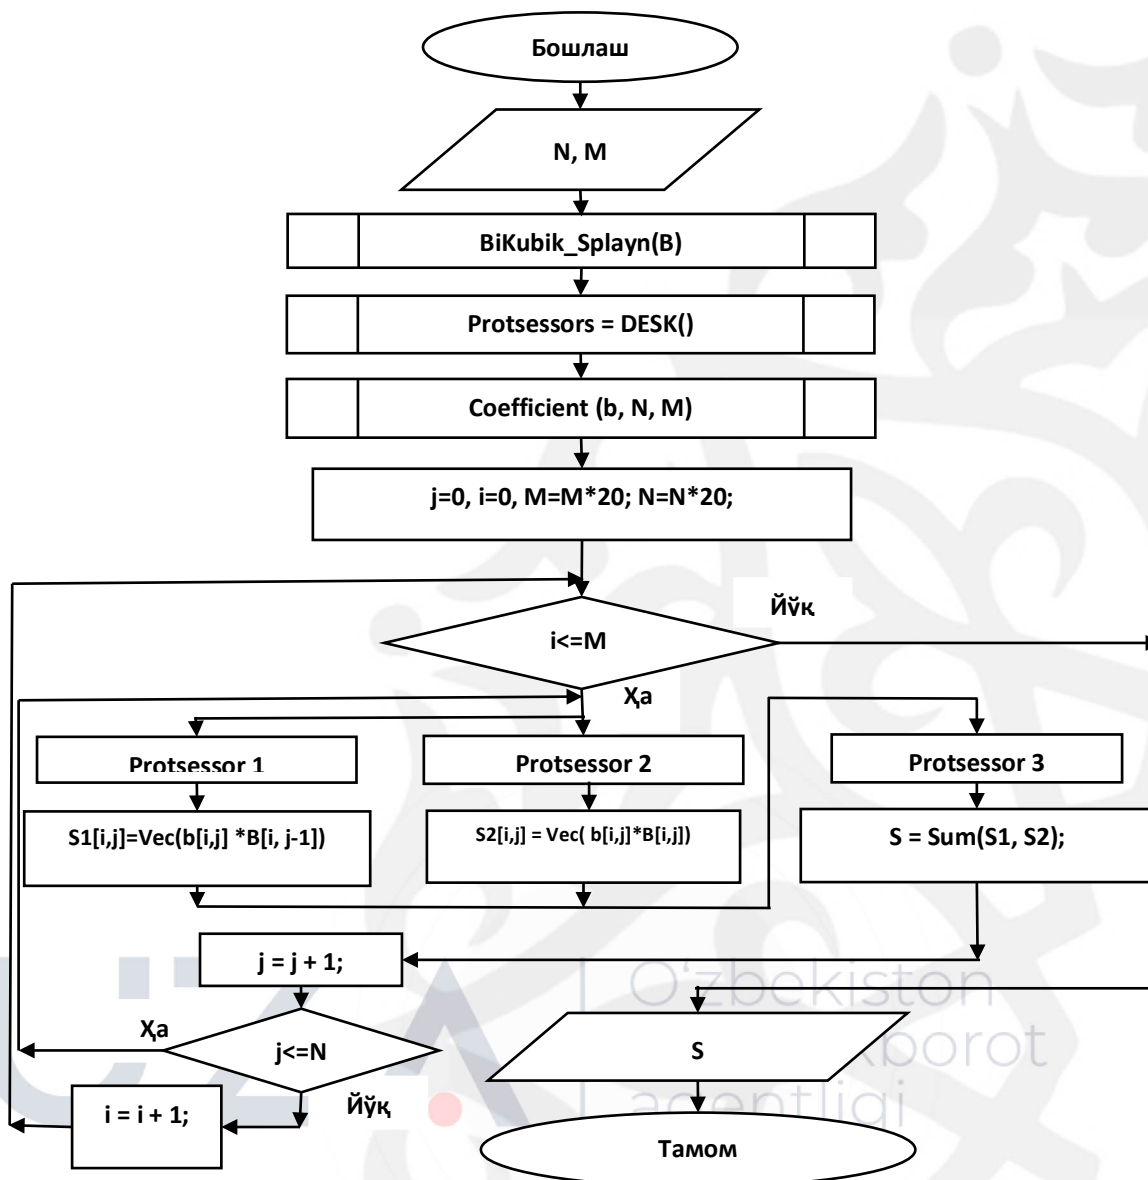 Бошлаш
N, M
BiKubik_Splayn(B)
Protsessors = DESK()
Coefficient (b, N, M)
j=0, i=0, M=M*20; N=N*20;
Йўқ
i<=M
Ҳа
Protsessor 1
Protsessor 2
Protsessor 3
S1[i,j]=Vec(b[i,j] *B[i, j-1])
S2[i,j] = Vec( b[i,j]*B[i,j])
S = Sum(S1, S2);
j = j + 1;
O'zbekiston
Ҳа
j<=N
S
Йўқ
i = i + 1;
agentligi
Тамом